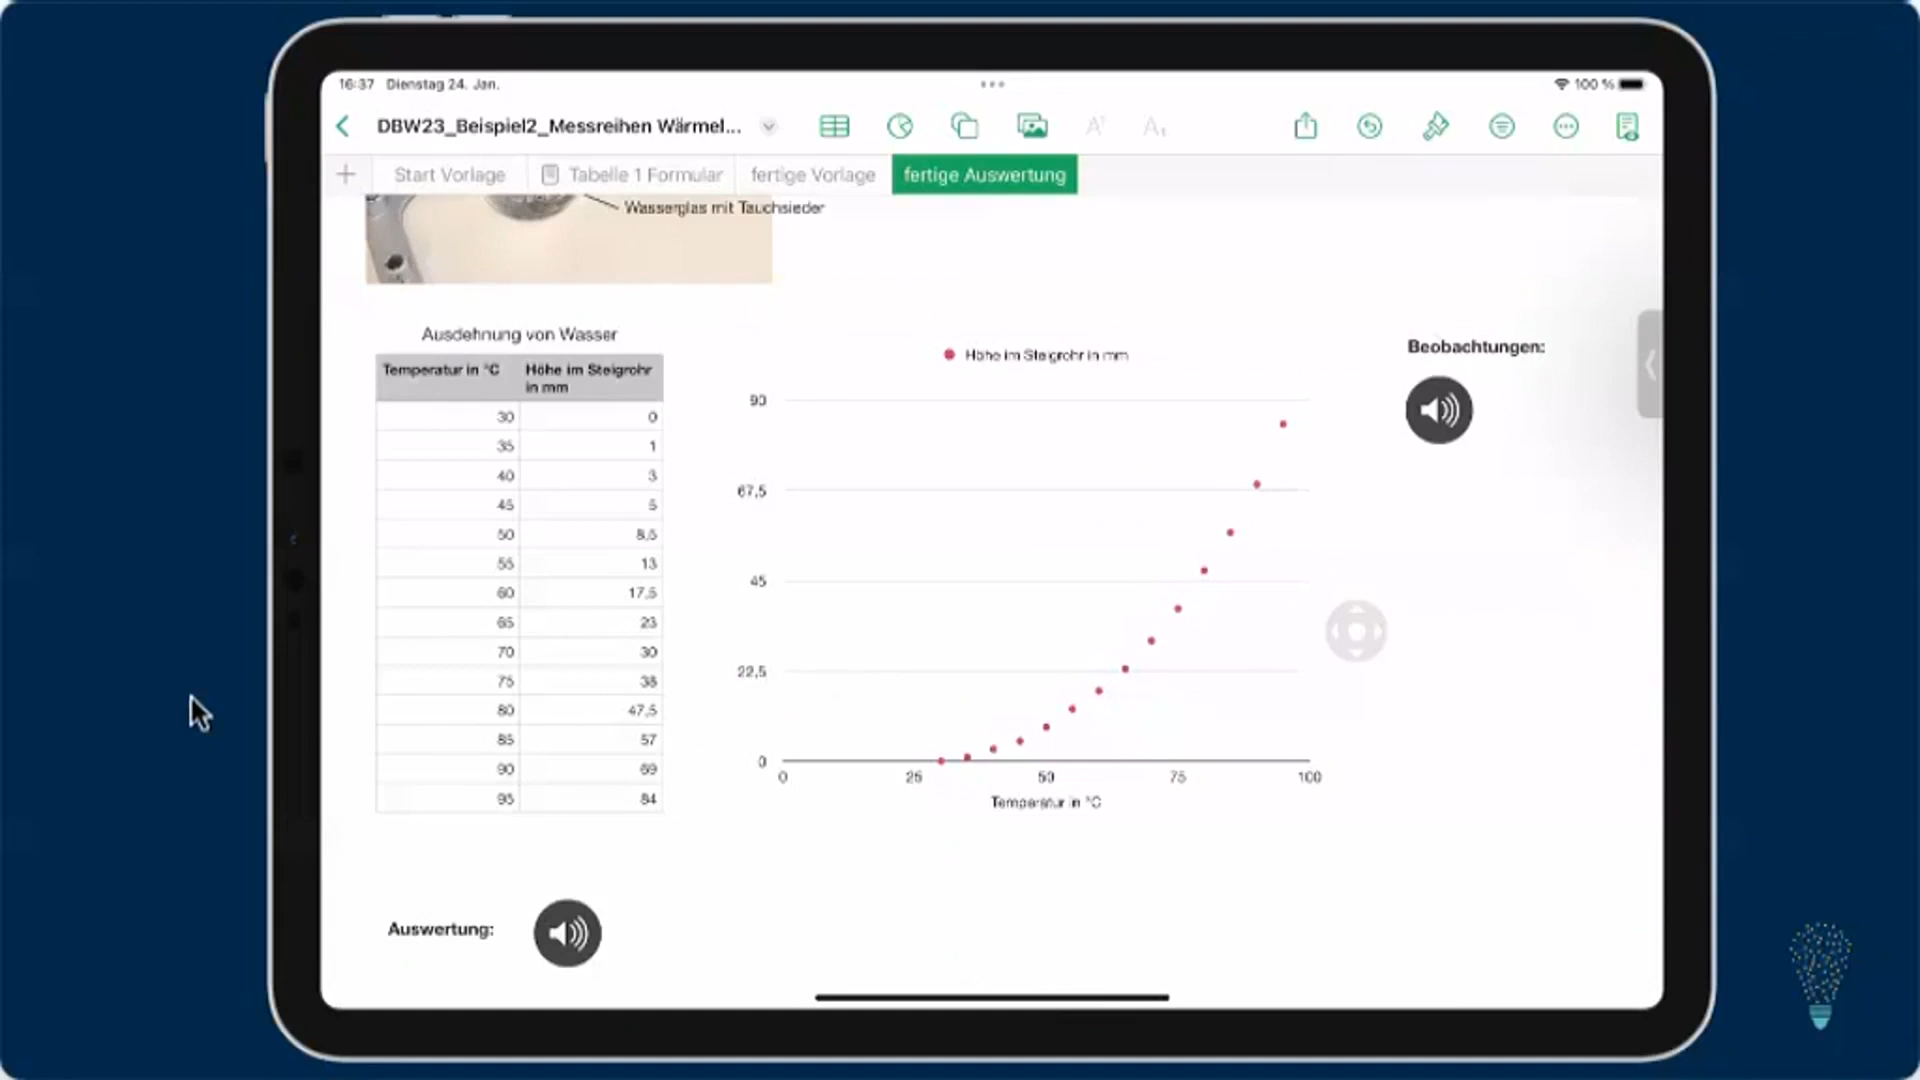 16:37 Dienstag 24. Jan.
100 %
DBW23_Beispiel2_Messreihen Wärmel...
Start Vorlage
Tabelle 1 Formular
fertige Vorlage
fertige Auswertung
Wasserglas mit Tauchsieder
Ausdehnung von Wasser
Temperatur in °C Höhe im Steigrohr in mm
30 0
35 1
40 3
45 5
50 8,5
55 13
60 17,5
65 23
70 30
75 38
80 47,5
85 57
90 69
95 84
Höhe im Steigrohr in mm
90
67,5
45
22,5
0
0 25 50 75 100
Temperatur in °C
Beobachtungen:
Auswertung: